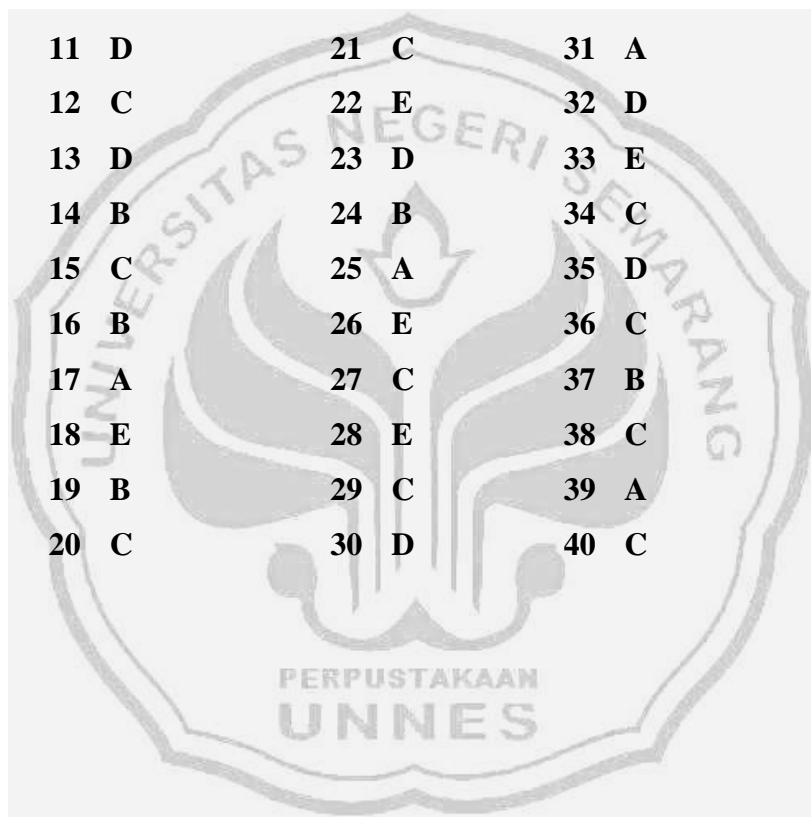 11 D 21 C 31 A
12 C 22 E 32 D
13 D 23 D 33 E
14 B 24 B 34 C
15 C 25 A 35 D
16 B 26 E 36 C
17 A 27 C 37 B
18 E 28 E 38 C
19 B 29 C 39 A
20 C 30 D 40 C
UNIVERSITAS NEGERI SEMARANG
PERPUSTAKAAN
UNNES